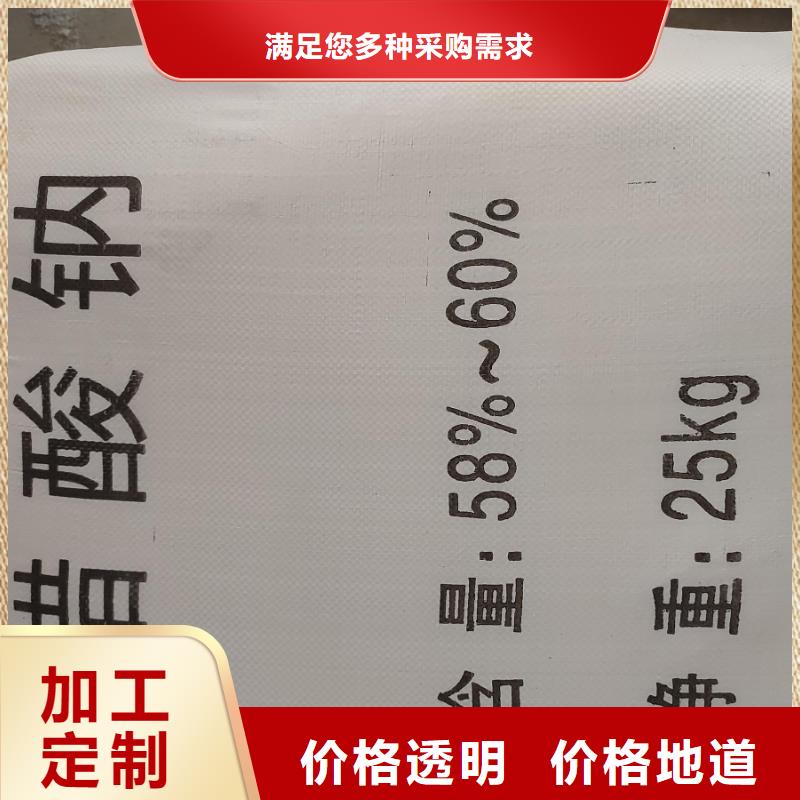 满足您多种采购需求
醋酸钠
含量:58%~60%
净重:25kg
加工
定制
价格透明 价格地道